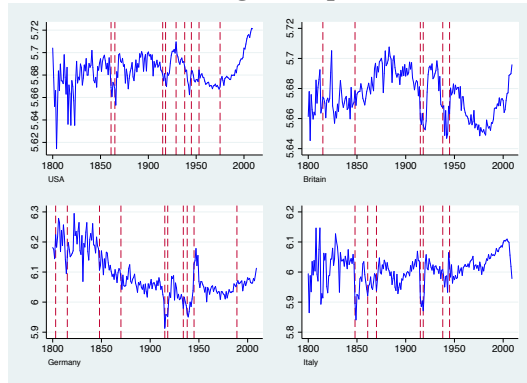 5.62 5.64 5.66 5.68 5.7 5.72
1800 1850 1900 1950 2000
USA
5.64 5.66 5.68 5.7 5.72
1800 1850 1900 1950 2000
Britain
5.9 6 6.1 6.2 6.3
1800 1850 1900 1950 2000
Germany
5.8 5.9 6 6.1 6.2
1800 1850 1900 1950 2000
Italy